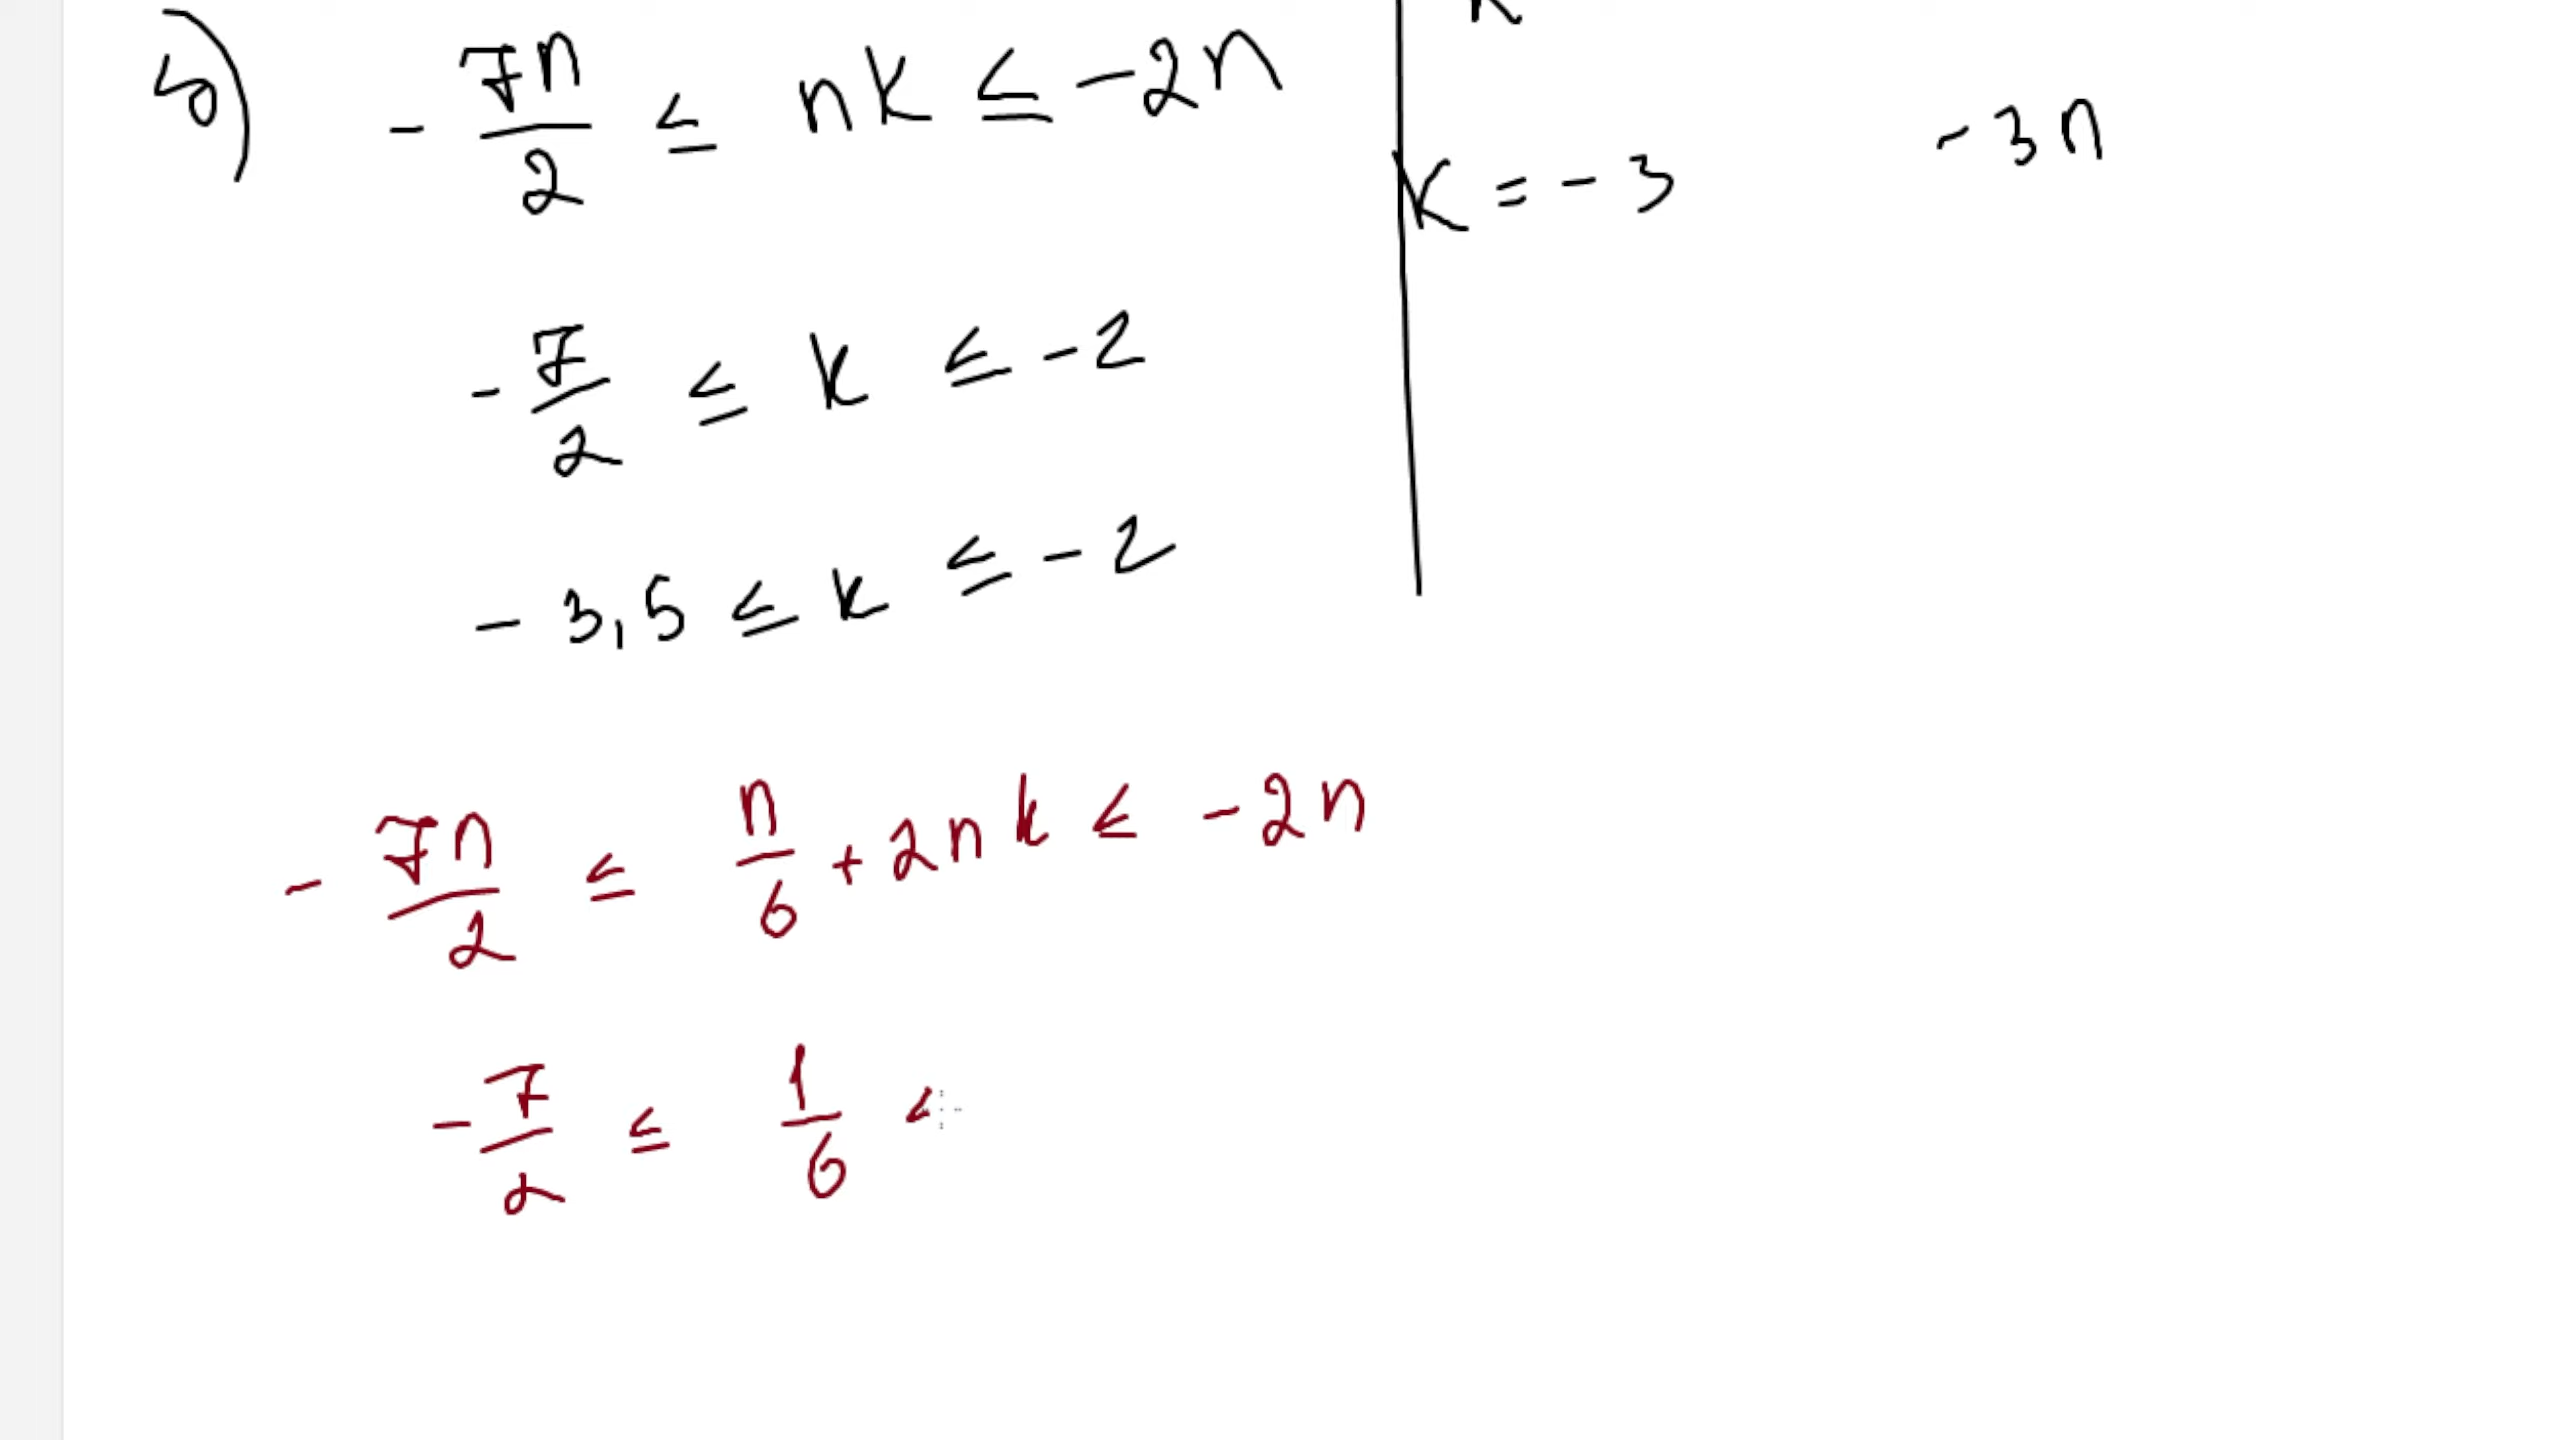 б) -7n/2 ≤ nk ≤ -2n
-7/2 ≤ k ≤ -2
-3,5 ≤ k ≤ -2
k = -3 -3n
-7n/2 ≤ n/6 + 2nk ≤ -2n
-7/2 ≤ 1/6